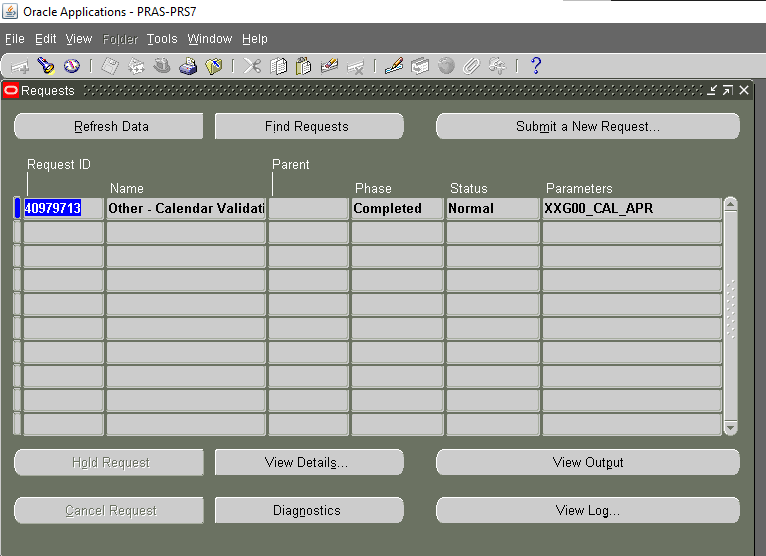 Oracle Applications - PRAS-PRS7
File Edit View Folder Tools Window Help
?
Requests
Refresh Data Find Requests Submit a New Request...
Request ID Parent
Name Phase Status Parameters
40979713 Other - Calendar Validati Completed Normal XXG00_CAL_APR
Hold Request View Details... View Output
Cancel Request Diagnostics View Log...